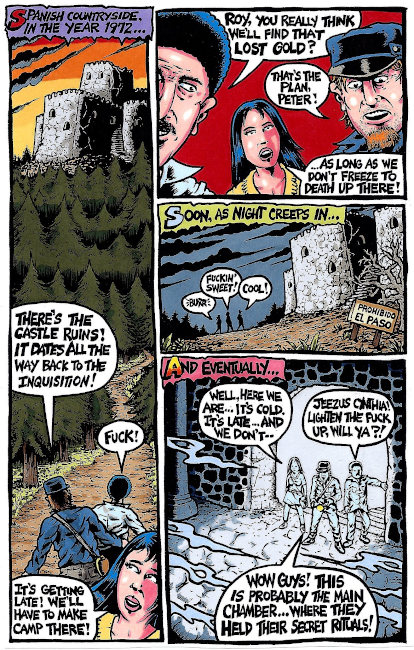 SPANISH COUNTRYSIDE,
IN THE YEAR 1972...
THERE'S THE
CASTLE RUINS!
IT DATES ALL THE
WAY BACK TO THE
INQUISITION!
FUCK!
IT'S GETTING
LATE! WE'LL
HAVE TO MAKE
CAMP THERE!
ROY, YOU REALLY THINK
WE'LL FIND THAT
LOST GOLD?
THAT'S THE
PLAN,
PETER!
...AS LONG AS WE
DON'T FREEZE TO
DEATH UP THERE!
SOON, AS NIGHT CREEPS IN...
FUCKIN'
SWEET!
COOL!
BURR
PROHIBIDO
EL PASO
AND EVENTUALLY...
WELL, HERE WE
ARE... IT'S COLD.
IT'S LATE... AND
WE DON'T--
JEEZUS CINTHIA!
LIGHTEN THE FUCK
UP, WILL YA?!
WOW GUYS! THIS
IS PROBABLY THE MAIN
CHAMBER... WHERE THEY
HELD THEIR SECRET RITUALS!